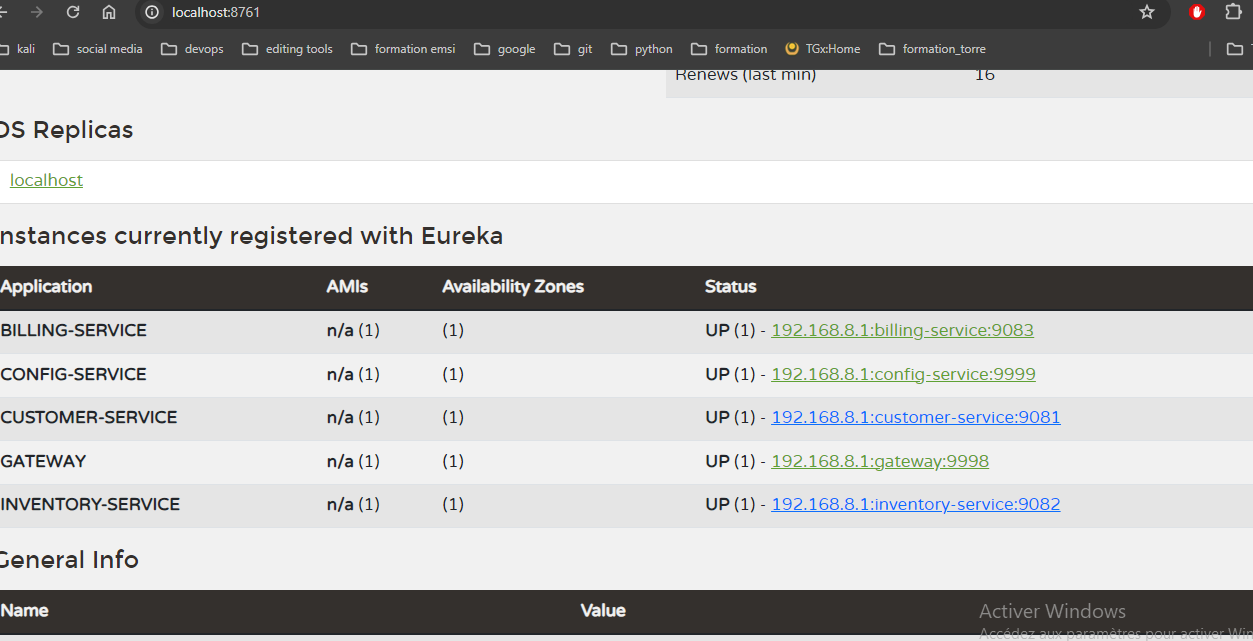 localhost:8761
kali social media devops editing tools formation emsi google git python formation TGx:Home formation_torre
Renews (last min) 16
DS Replicas
localhost
nstances currently registered with Eureka
Application AMIs Availability Zones Status
BILLING-SERVICE n/a (1) (1) UP (1) - 192.168.8.1:billing-service:9083
CONFIG-SERVICE n/a (1) (1) UP (1) - 192.168.8.1:config-service:9999
CUSTOMER-SERVICE n/a (1) (1) UP (1) - 192.168.8.1:customer-service:9081
GATEWAY n/a (1) (1) UP (1) - 192.168.8.1:gateway:9998
INVENTORY-SERVICE n/a (1) (1) UP (1) - 192.168.8.1:inventory-service:9082
General Info
Name Value
Activer Windows
Accédez aux paramètres pour activer Win